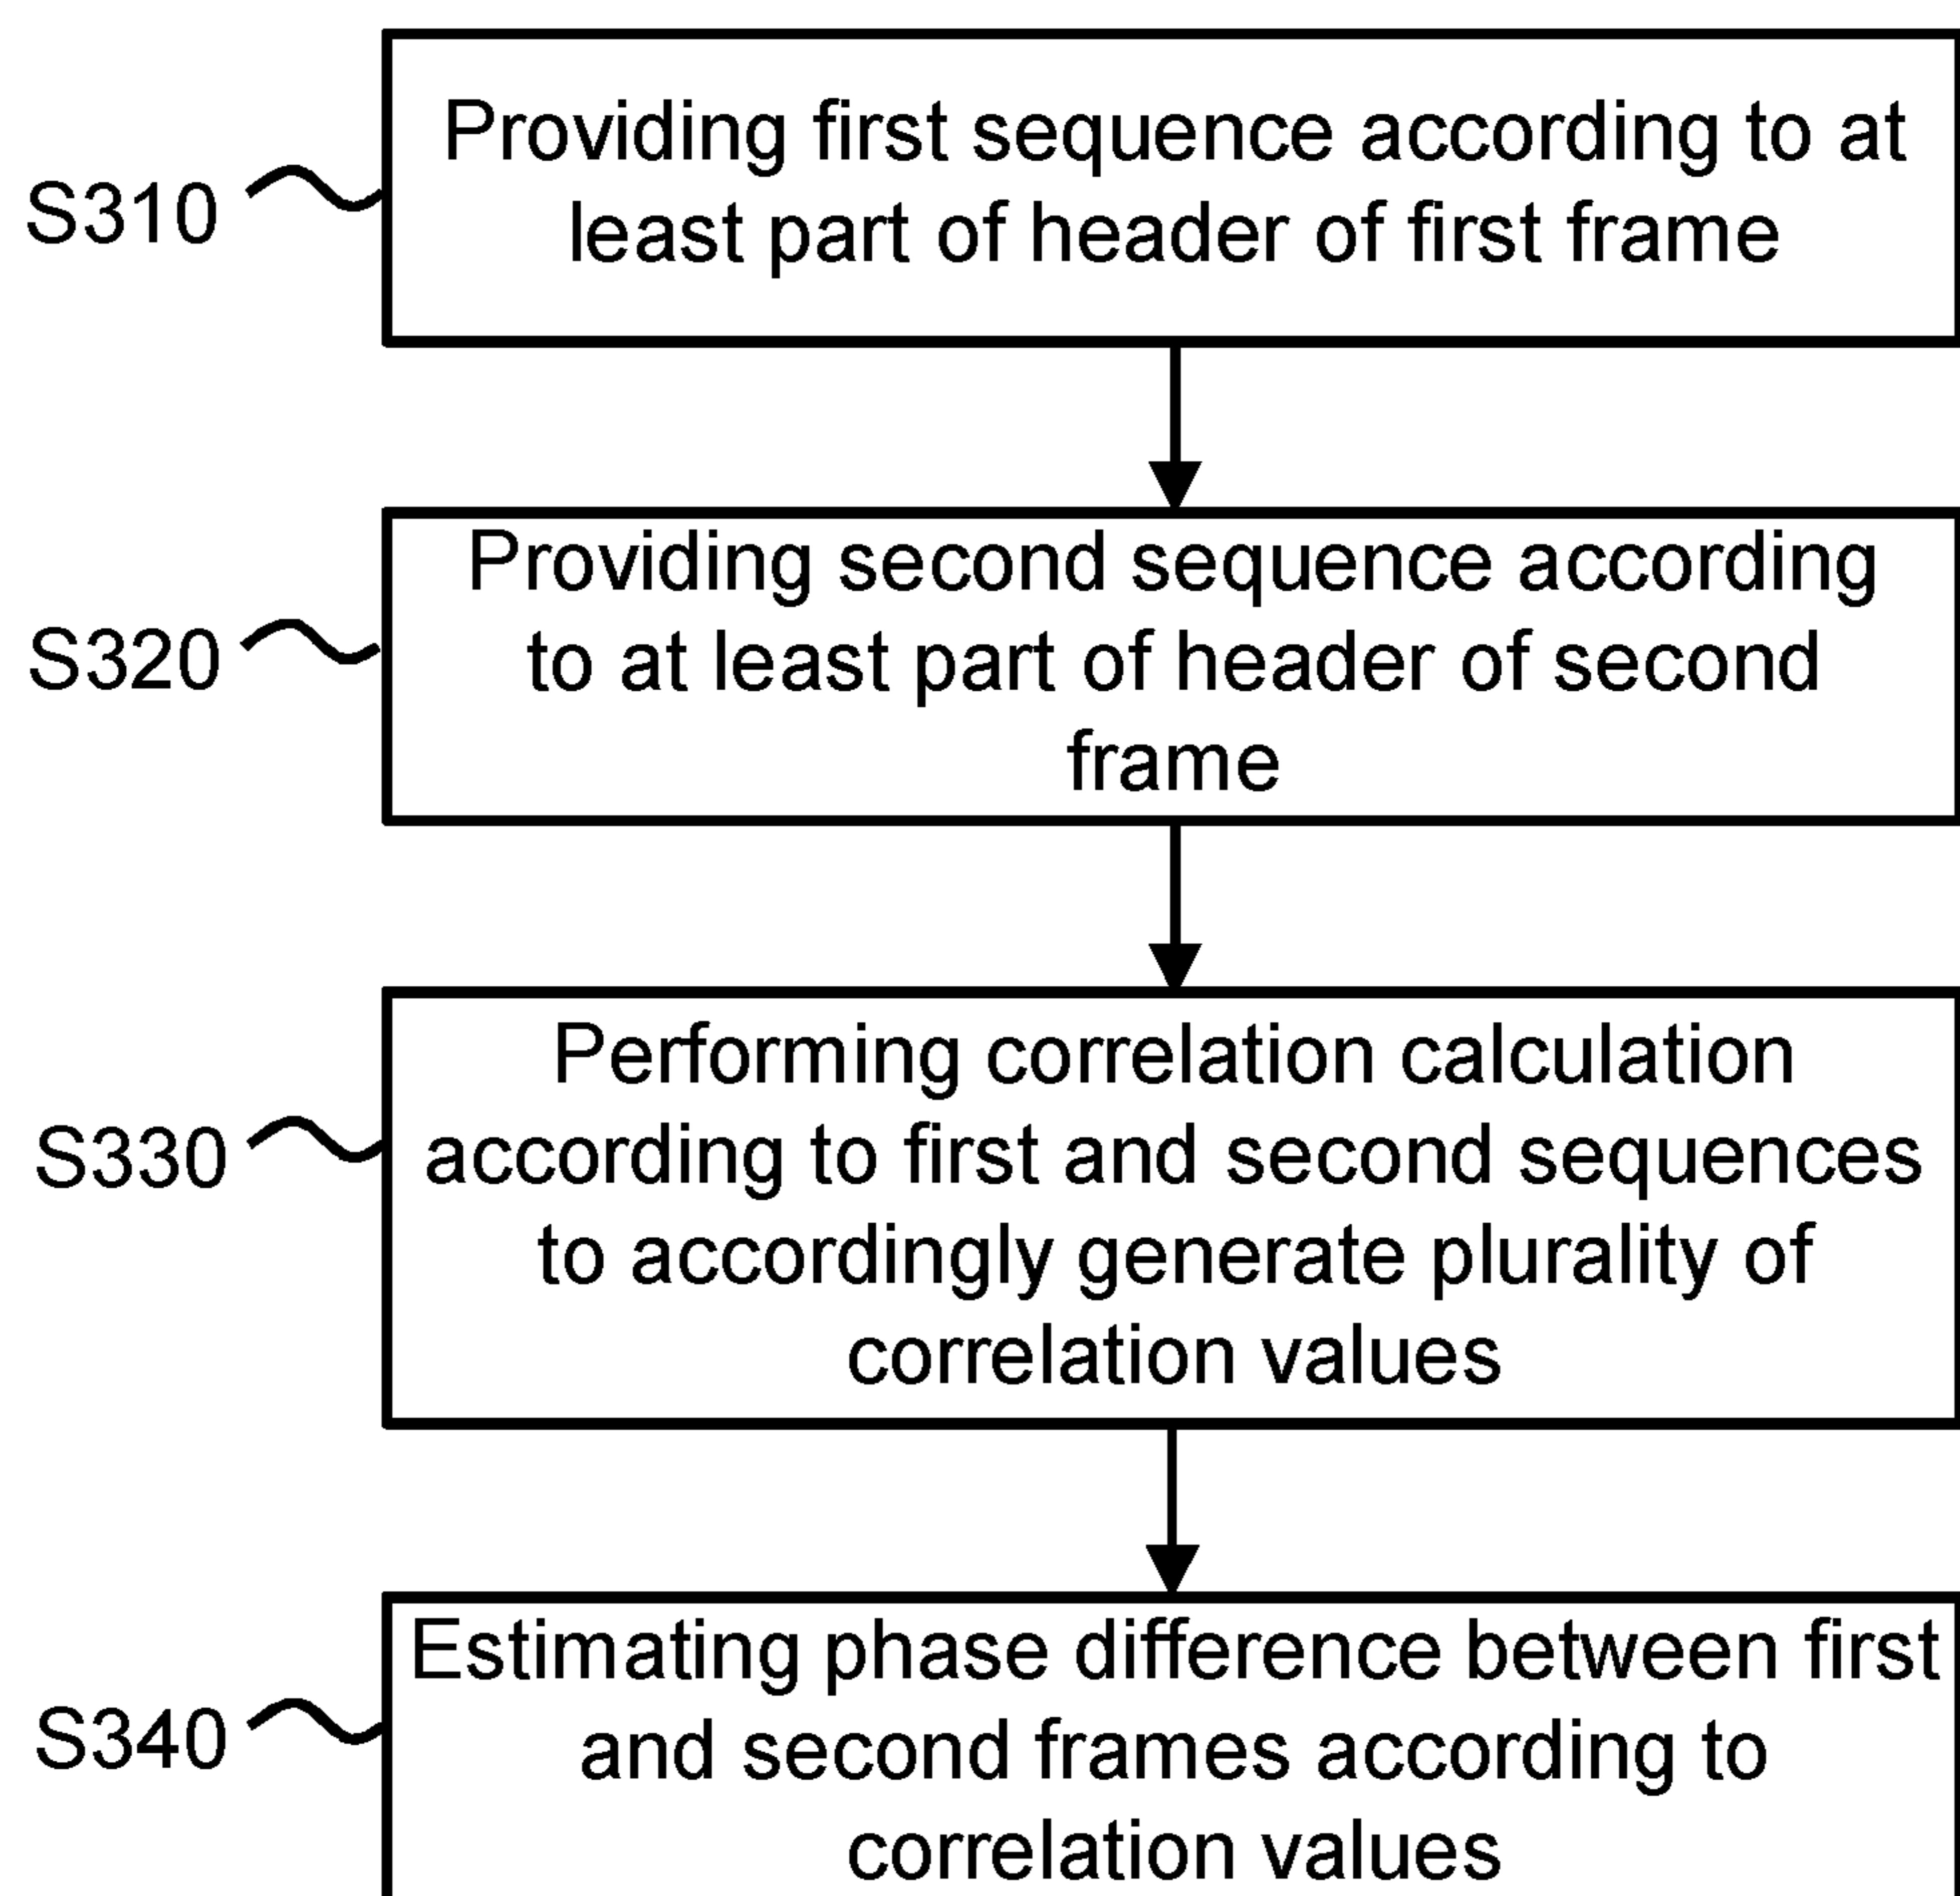 S310
Providing first sequence according to at
least part of header of first frame
S320
Providing second sequence according
to at least part of header of second
frame
S330
Performing correlation calculation
according to first and second sequences
to accordingly generate plurality of
correlation values
S340
Estimating phase difference between first
and second frames according to
correlation values